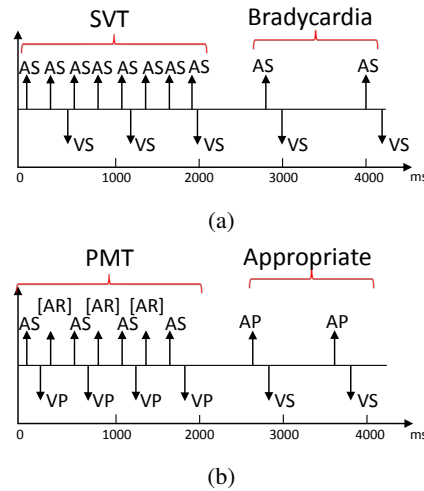 SVT Bradycardia
AS AS AS AS AS AS AS AS AS AS
VS VS VS VS VS
0 1000 2000 3000 4000 ms
(a)
PMT Appropriate
[AR] [AR] [AR]
AS AS AS AS AP AP
VP VP VP VP VS VS
0 1000 2000 3000 4000 ms
(b)